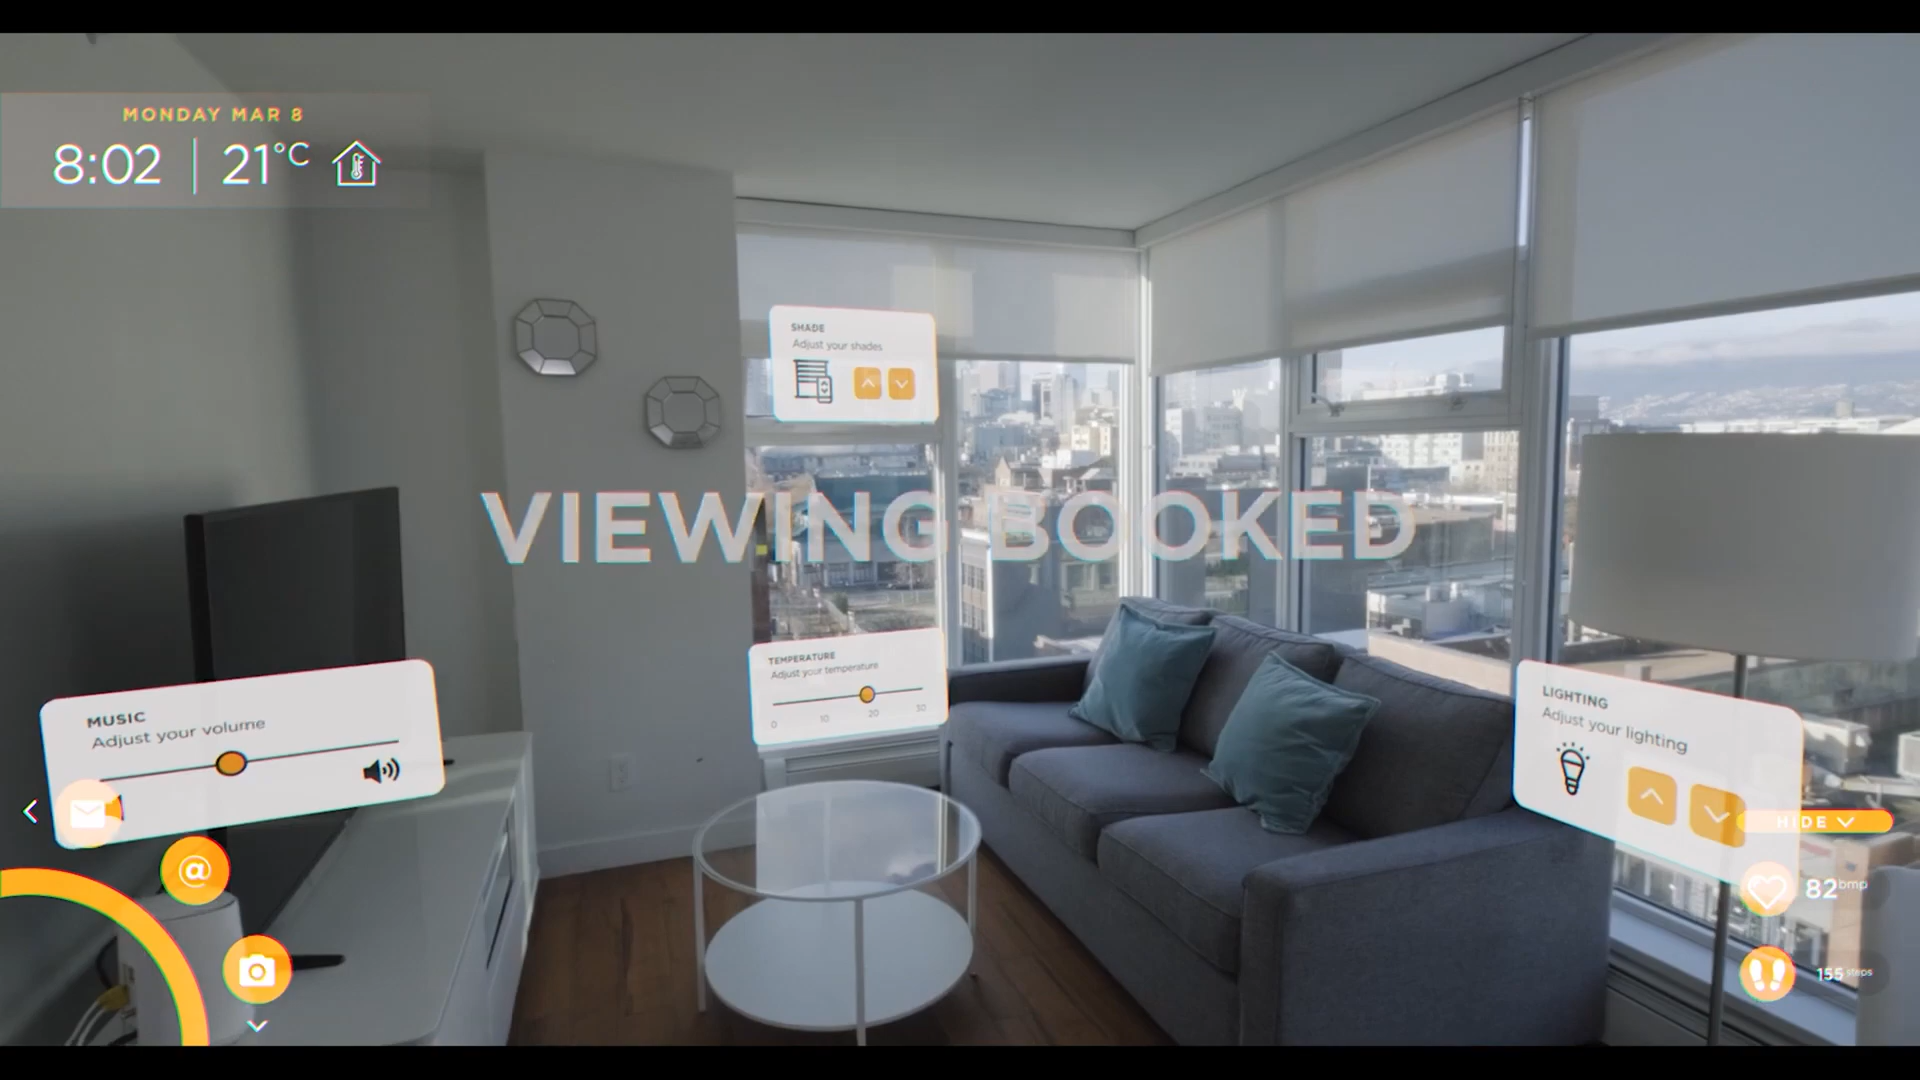 MONDAY MAR 8
8:02 | 21°C
SHADE
Adjust your shades
VIEWING BOOKED
TEMPERATURE
Adjust your temperature
0 10 20 30
MUSIC
Adjust your volume
LIGHTING
Adjust your lighting
HIDE
@
82 bmp
155 steps